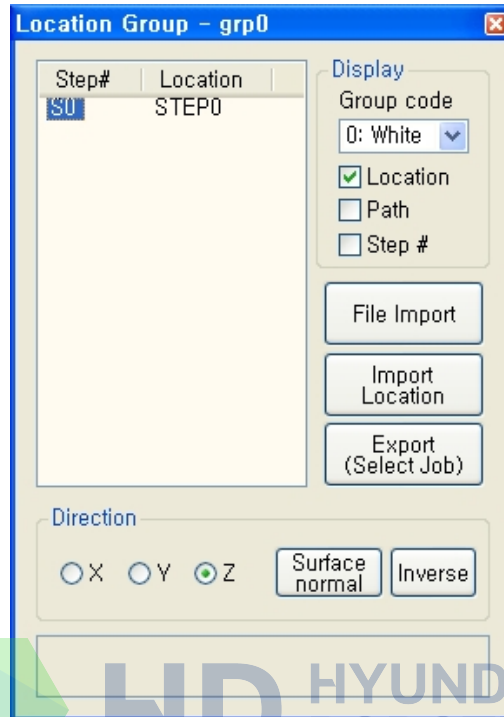 Location Group - grp0
Step# Location
S0 STEP0
Display
Group code
0: White
Location
Path
Step #
File Import
Import
Location
Export
(Select Job)
Direction
X Y Z
Surface
normal
Inverse
HD HYUND